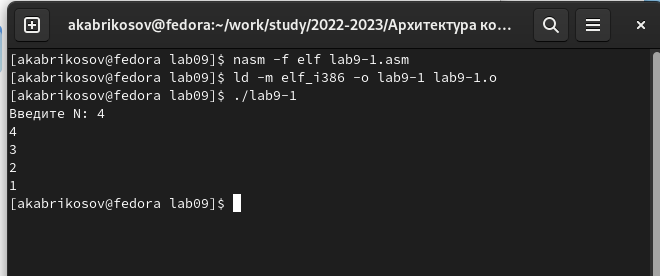 akabrikosov@fedora:~/work/study/2022-2023/Архитектура ко...
[akabrikosov@fedora lab09]$ nasm -f elf lab9-1.asm
[akabrikosov@fedora lab09]$ ld -m elf_i386 -o lab9-1 lab9-1.o
[akabrikosov@fedora lab09]$ ./lab9-1
Введите N: 4
4
3
2
1
[akabrikosov@fedora lab09]$